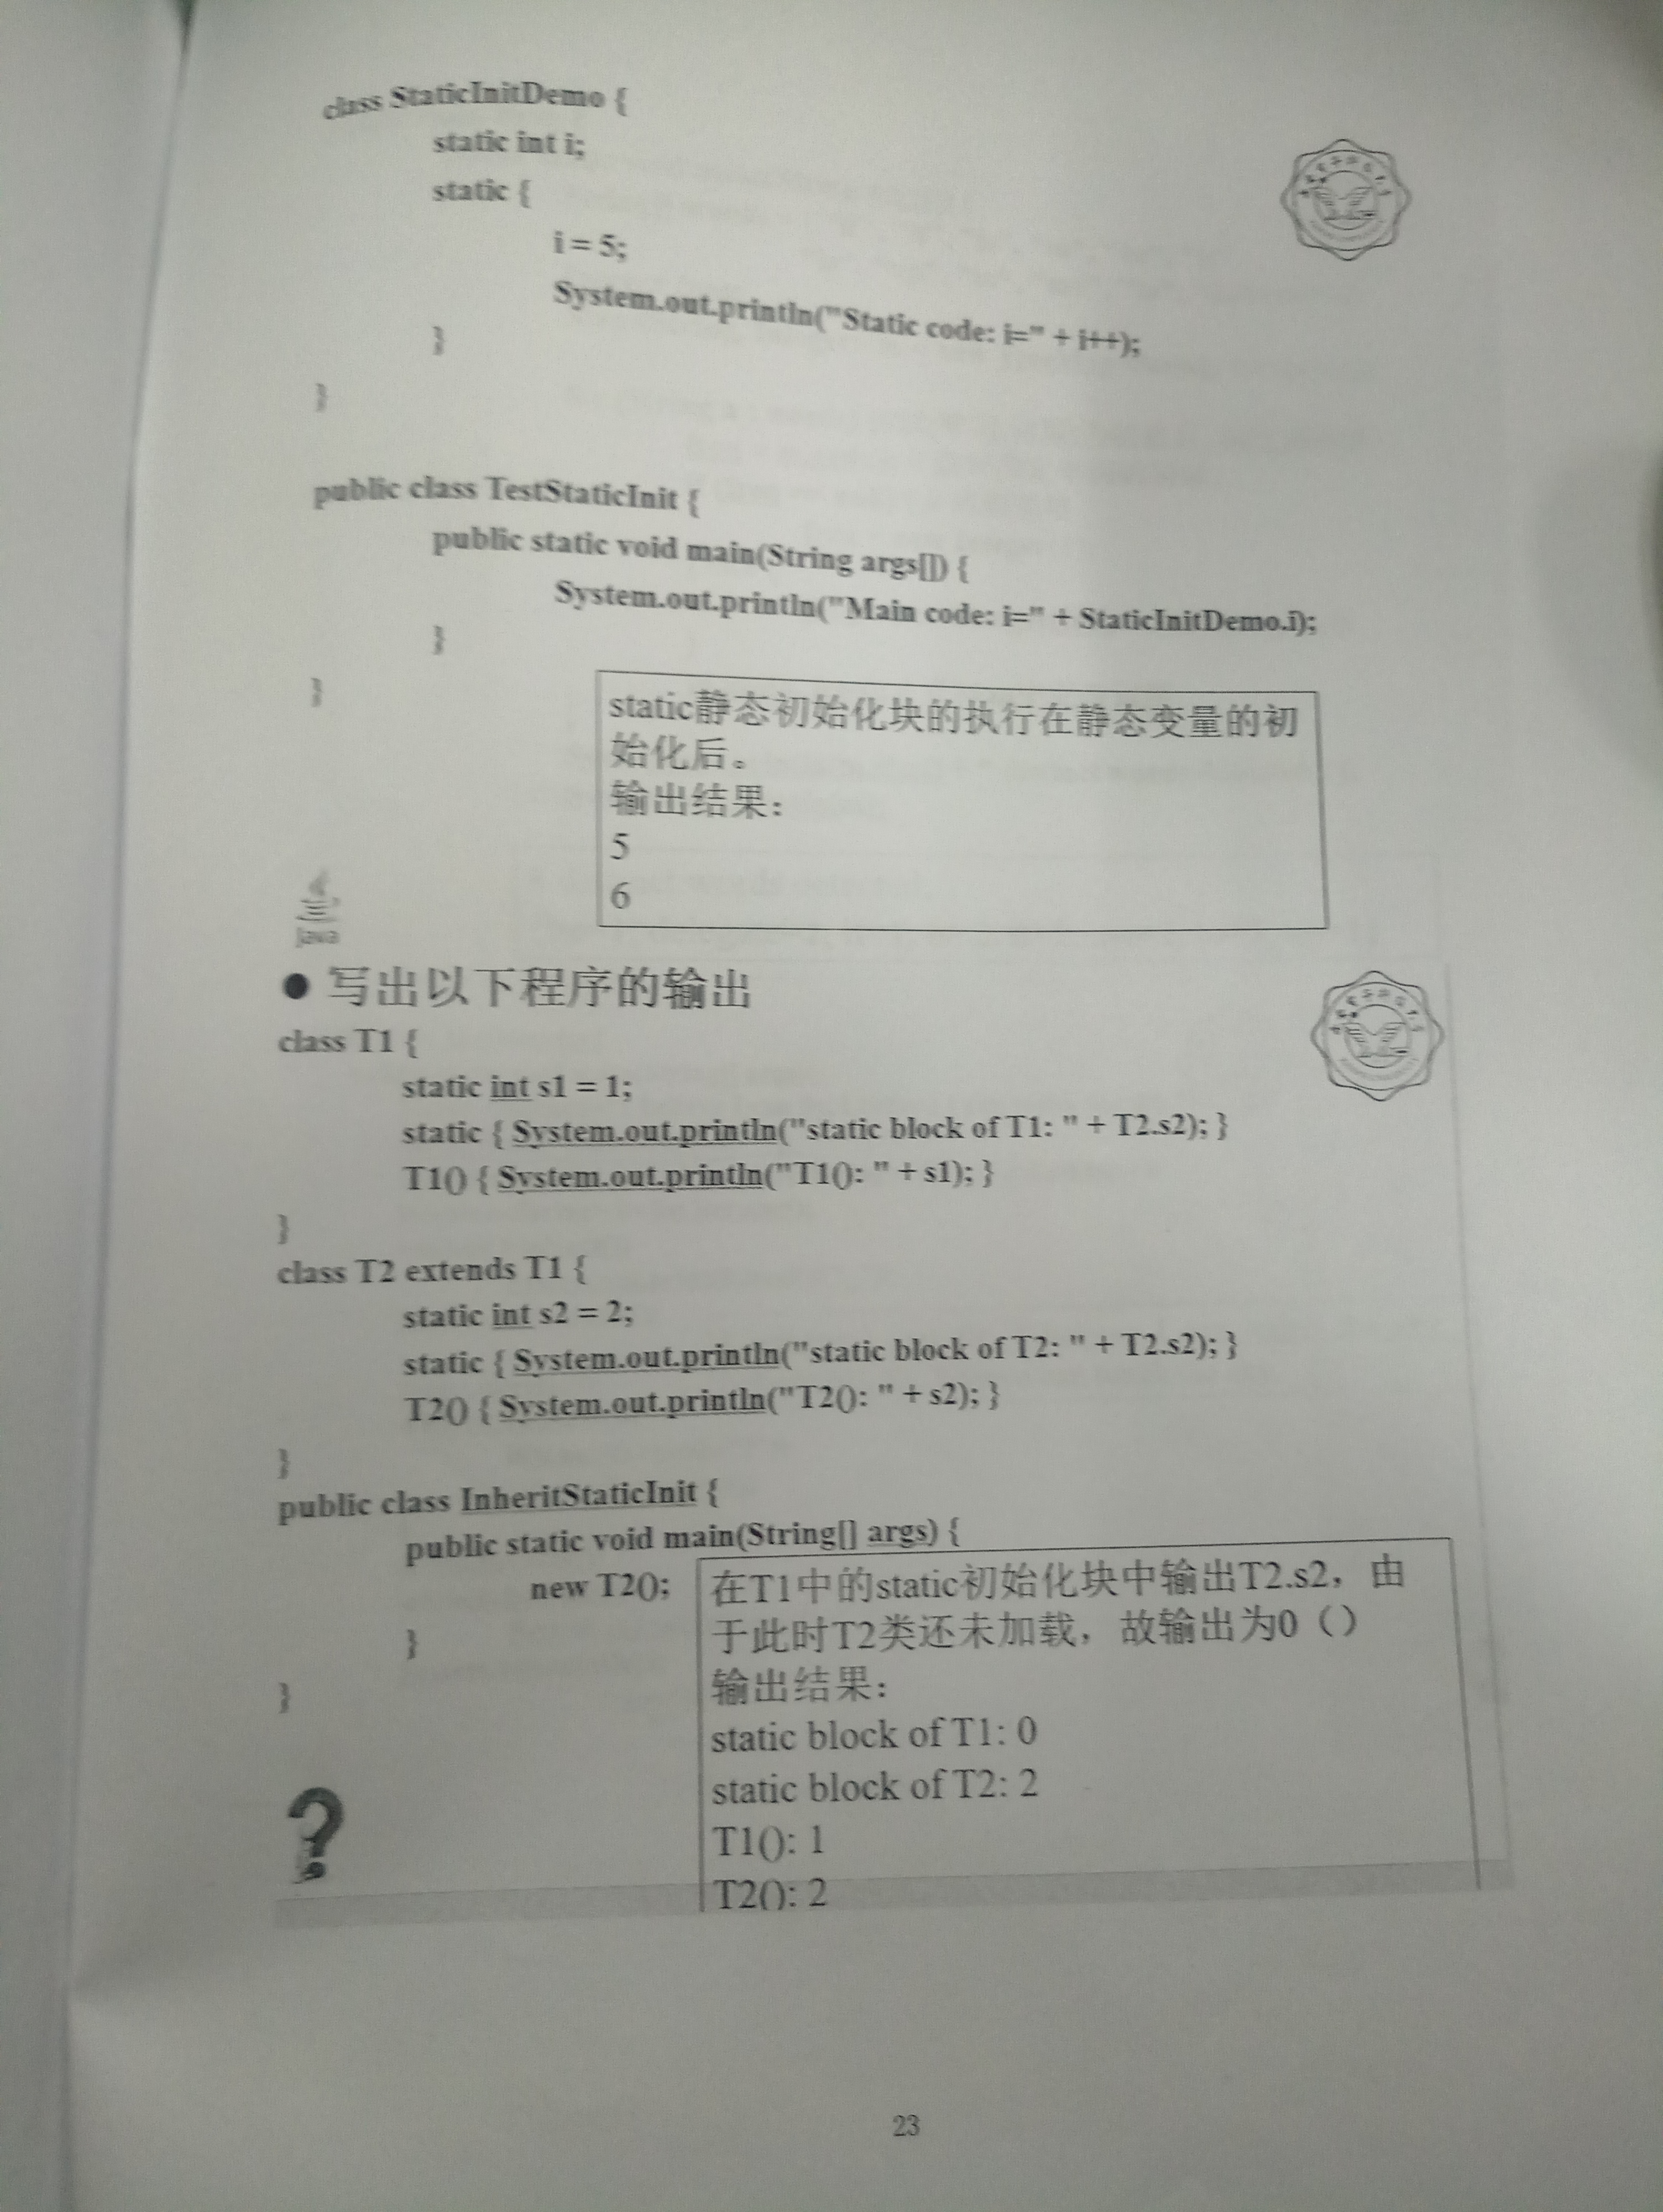 class StaticInitDemo {
static int i;
static {
i = 5;
System.out.println("Static code: i=" + i++);
}
}
public class TestStaticInit {
public static void main(String args[]) {
System.out.println("Main code: i=" + StaticInitDemo.i);
}
}
static静态初始化块的执行在静态变量的初
始化后。
输出结果：
5
6
Java
● 写出以下程序的输出
class T1 {
static int s1 = 1;
static { System.out.println("static block of T1: " + T2.s2); }
T1() { System.out.println("T1(): " + s1); }
}
class T2 extends T1 {
static int s2 = 2;
static { System.out.println("static block of T2: " + T2.s2); }
T2() { System.out.println("T2(): " + s2); }
}
public class InheritStaticInit {
public static void main(String[] args) {
new T2();
}
}
在T1中的static初始化块中输出T2.s2，由
于此时T2类还未加载，故输出为0（）
输出结果：
static block of T1: 0
static block of T2: 2
T1(): 1
T2(): 2
?
23